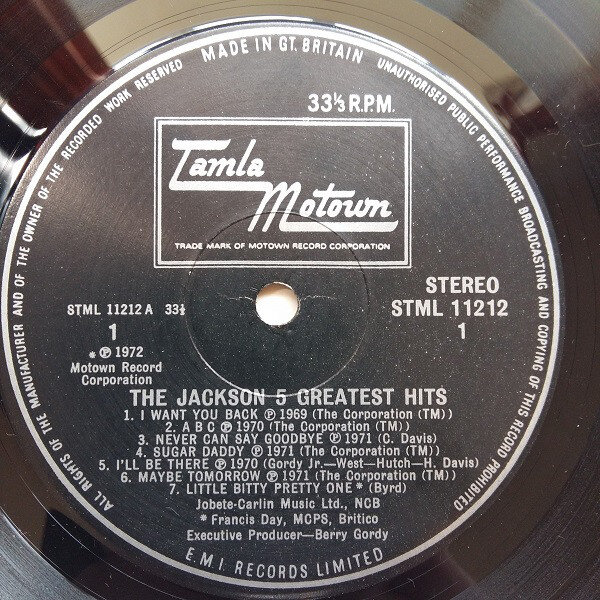 MADE IN GT. BRITAIN
UNAUTHORISED PUBLIC PERFORMANCE BROADCASTING AND COPYING OF THIS RECORD PROHIBITED
ALL RIGHTS OF THE MANUFACTURER AND OF THE OWNER OF THE RECORDED WORK RESERVED
33⅓ R.P.M.
Tamla
Motown
TRADE MARK OF MOTOWN RECORD CORPORATION
STEREO
STML 11212
1
STML 11212 A 33⅓
1
* ℗ 1972
Motown Record
Corporation
THE JACKSON 5 GREATEST HITS
1. I WANT YOU BACK ℗ 1969 (The Corporation (TM))
2. A B C ℗ 1970 (The Corporation (TM))
3. NEVER CAN SAY GOODBYE ℗ 1971 (C. Davis)
4. SUGAR DADDY ℗ 1971 (The Corporation (TM))
5. I'LL BE THERE ℗ 1970 (Gordy Jr.—West—Hutch—H. Davis)
6. MAYBE TOMORROW ℗ 1971 (The Corporation (TM))
7. LITTLE BITTY PRETTY ONE * (Byrd)
Jobete-Carlin Music Ltd., NCB
* Francis Day, MCPS, Britico
Executive Producer—Berry Gordy
E.M.I. RECORDS LIMITED